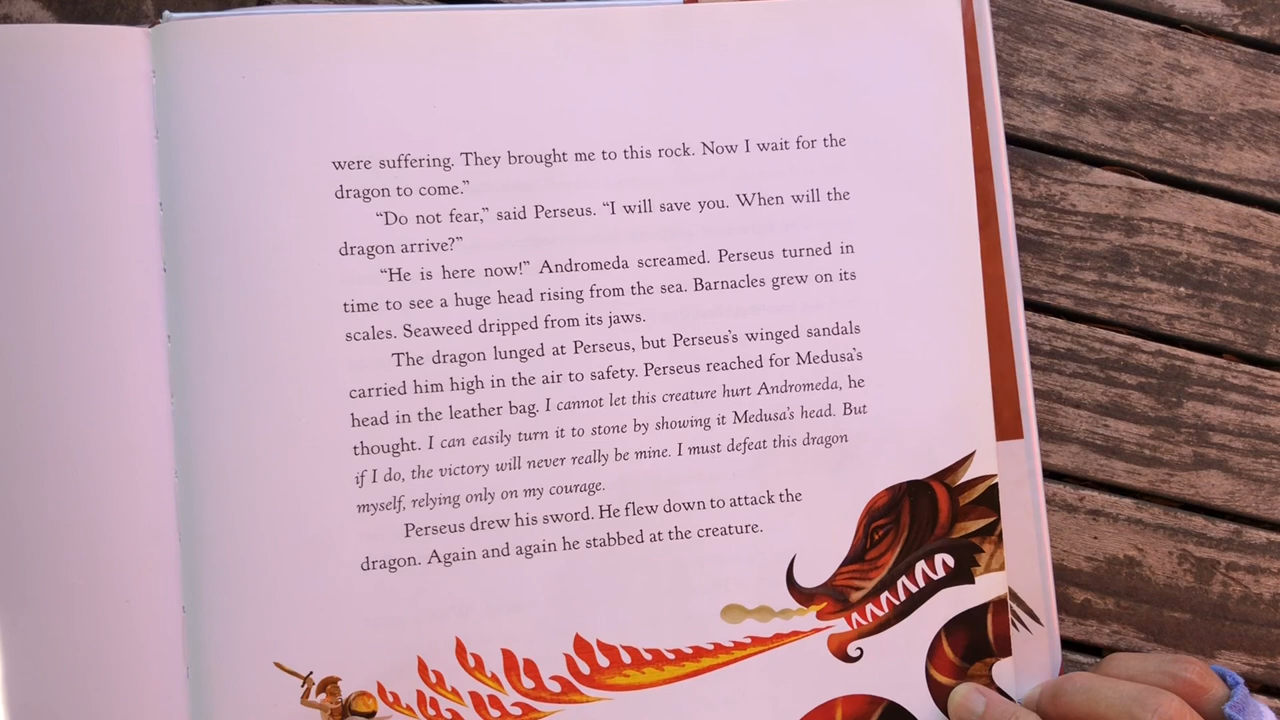 were suffering. They brought me to this rock. Now I wait for the
dragon to come.”
“Do not fear,” said Perseus. “I will save you. When will the
dragon arrive?”
“He is here now!” Andromeda screamed. Perseus turned in
time to see a huge head rising from the sea. Barnacles grew on its
scales. Seaweed dripped from its jaws.
The dragon lunged at Perseus, but Perseus’s winged sandals
carried him high in the air to safety. Perseus reached for Medusa’s
head in the leather bag. I cannot let this creature hurt Andromeda, he
thought. I can easily turn it to stone by showing it Medusa’s head. But
if I do, the victory will never really be mine. I must defeat this dragon
myself, relying only on my courage.
Perseus drew his sword. He flew down to attack the
dragon. Again and again he stabbed at the creature.